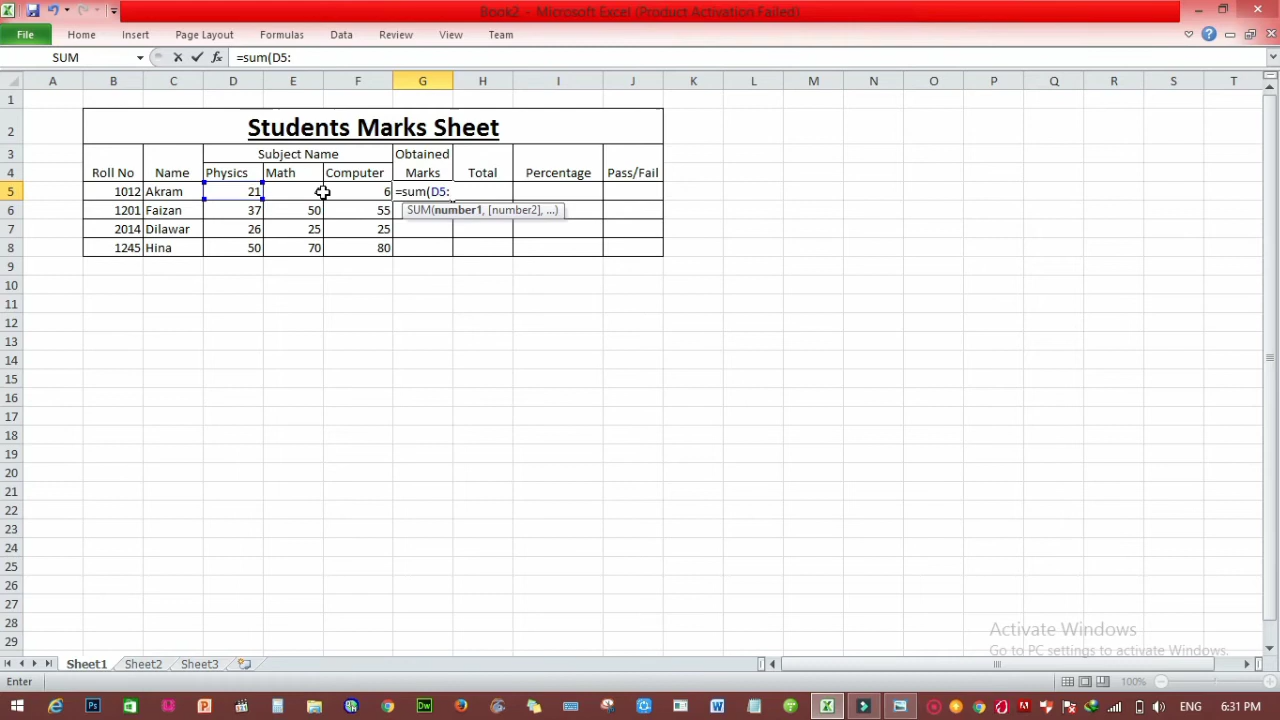 Book2 - Microsoft Excel (Product Activation Failed)
File Home Insert Page Layout Formulas Data Review View Team
SUM =sum(D5:
A B C D E F G H I J K L M N O P Q R S T
1
2 Students Marks Sheet
3 Subject Name Obtained
4 Roll No Name Physics Math Computer Marks Total Percentage Pass/Fail
5 1012 Akram 21 6 =sum(D5:
6 1201 Faizan 37 50 55 SUM(number1, [number2], ...)
7 2014 Dilawar 26 25 25
8 1245 Hina 50 70 80
9
10
11
12
13
14
15
16
17
18
19
20
21
22
23
24
25
26
27
28
29
Activate Windows
Go to PC settings to activate Windows.
Sheet1 Sheet2 Sheet3
Enter 100%
ENG 6:31 PM